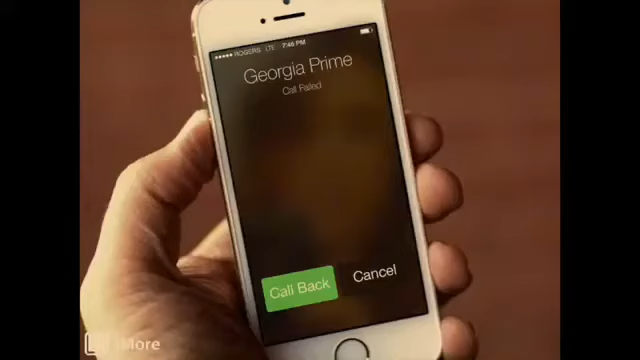 ROGERS LTE 7:46 PM
Georgia Prime
Call Failed
Call Back
Cancel
iMore